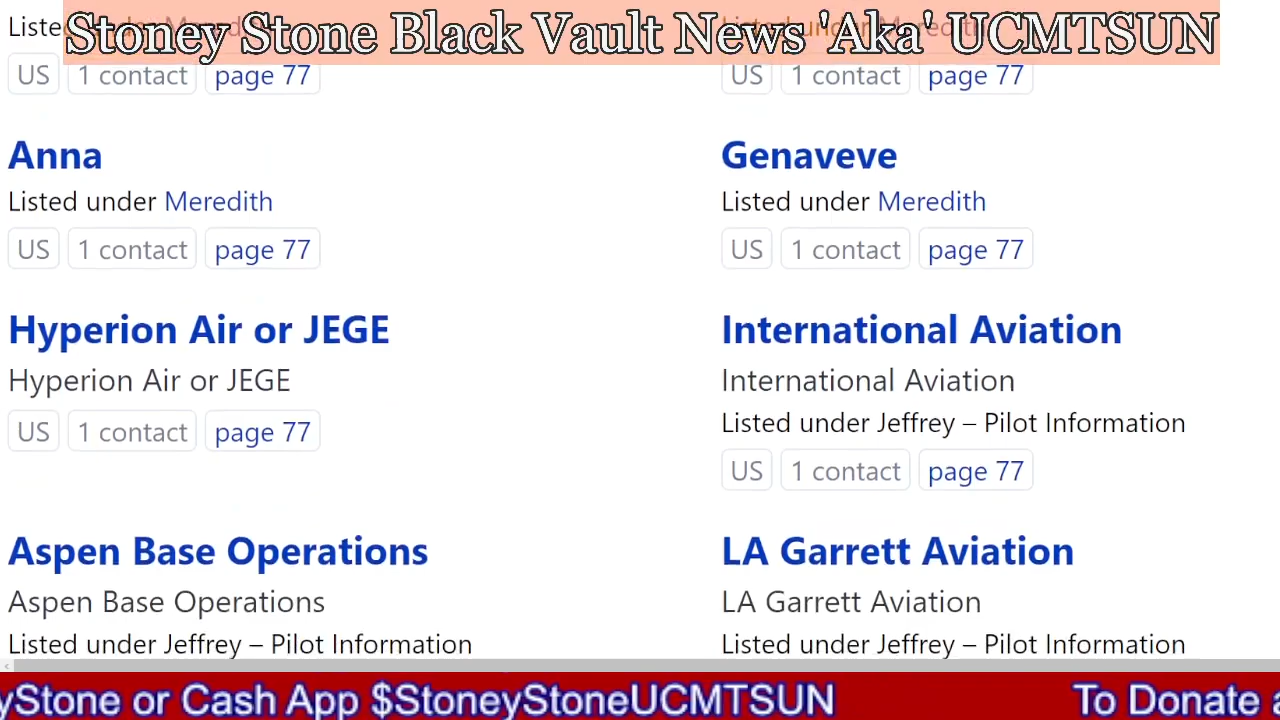 Stoney Stone Black Vault News 'Aka' UCMTSUN
US 1 contact page 77
US 1 contact page 77
Anna
Listed under Meredith
US 1 contact page 77
Genaveve
Listed under Meredith
US 1 contact page 77
Hyperion Air or JEGE
Hyperion Air or JEGE
US 1 contact page 77
International Aviation
International Aviation
Listed under Jeffrey – Pilot Information
US 1 contact page 77
Aspen Base Operations
Aspen Base Operations
Listed under Jeffrey – Pilot Information
LA Garrett Aviation
LA Garrett Aviation
Listed under Jeffrey – Pilot Information
yStone or Cash App $StoneyStoneUCMTSUN To Donate a